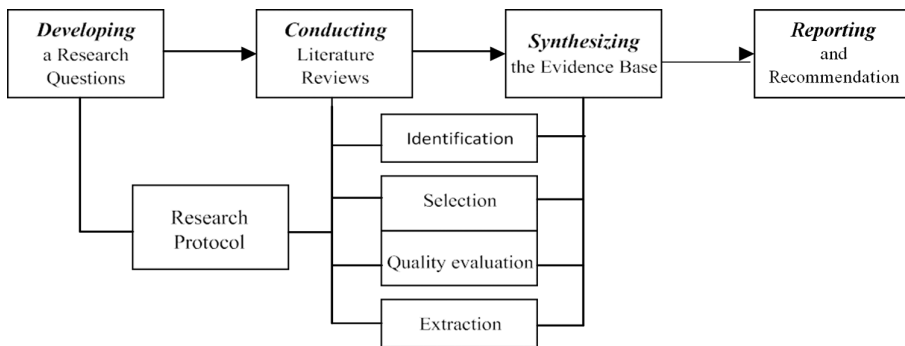 Developing
a Research
Questions
Conducting
Literature
Reviews
Synthesizing
the Evidence Base
Reporting
and
Recommendation
Identification
Selection
Research
Protocol
Quality evaluation
Extraction